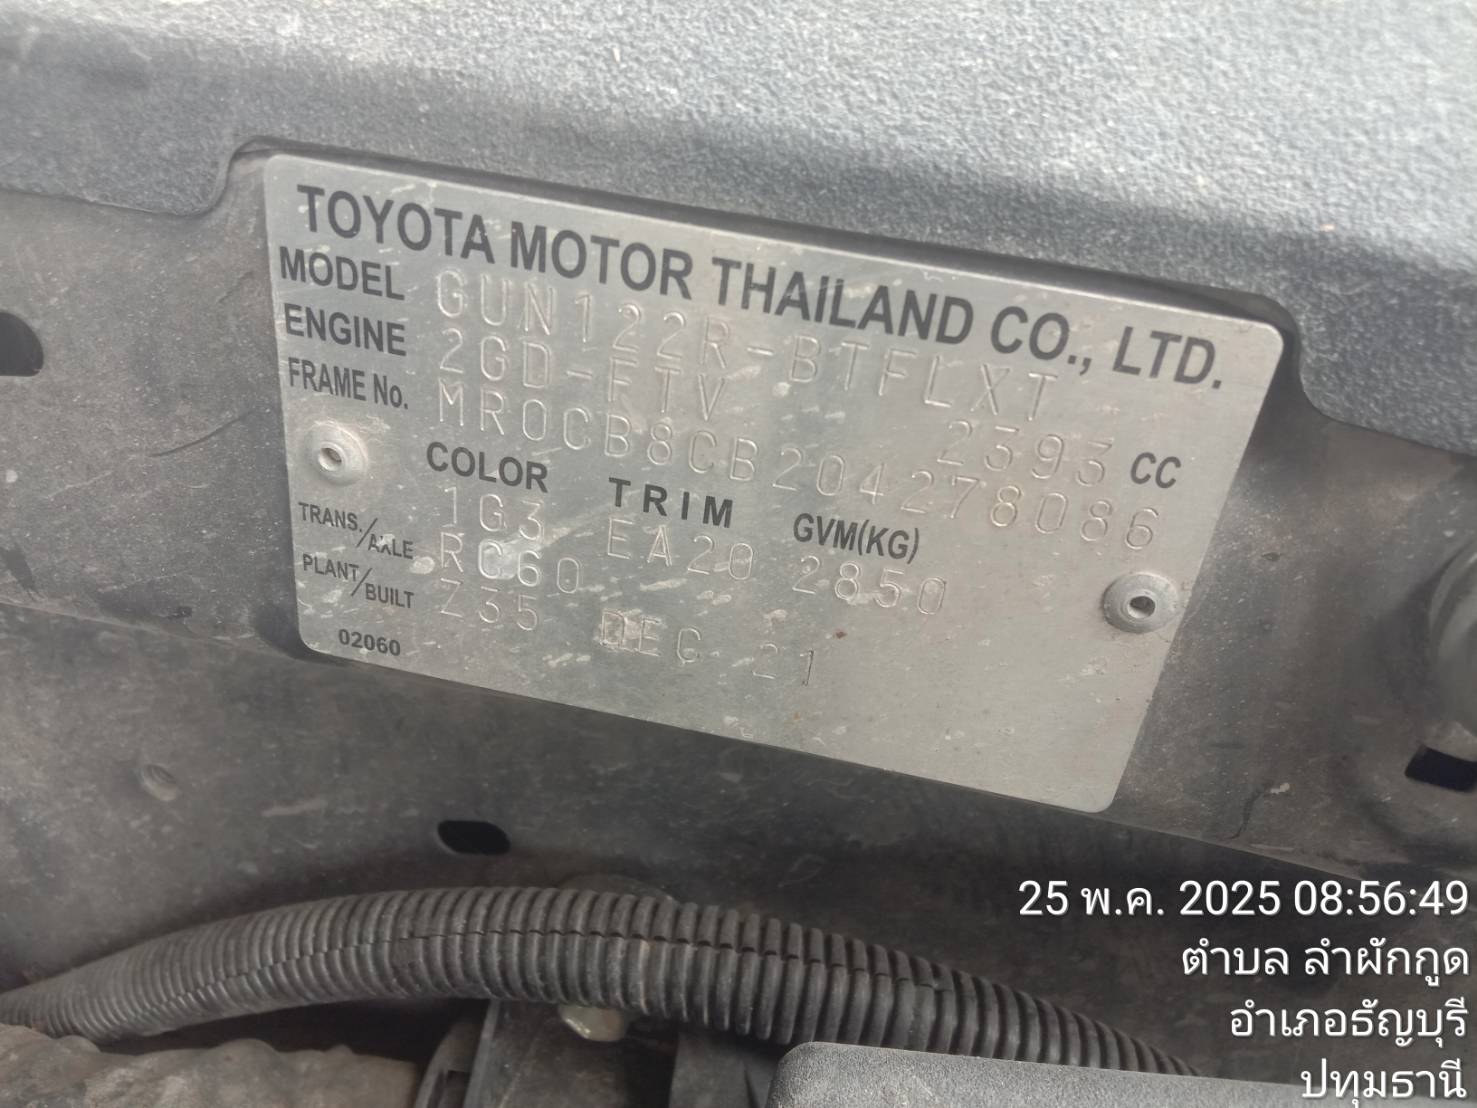 TOYOTA MOTOR THAILAND CO., LTD.
MODEL GUN122R-BTFLXT
ENGINE 2GD-FTV 2393 CC
FRAME No. MR0CB8CB204278086
COLOR TRIM GVM(KG)
1G3 EA20 2850
TRANS./AXLE RC60
PLANT/BUILT Z35 DEC 21
02060
25 พ.ค. 2025 08:56:49
ตำบล ลำผักกูด
อำเภอธัญบุรี
ปทุมธานี